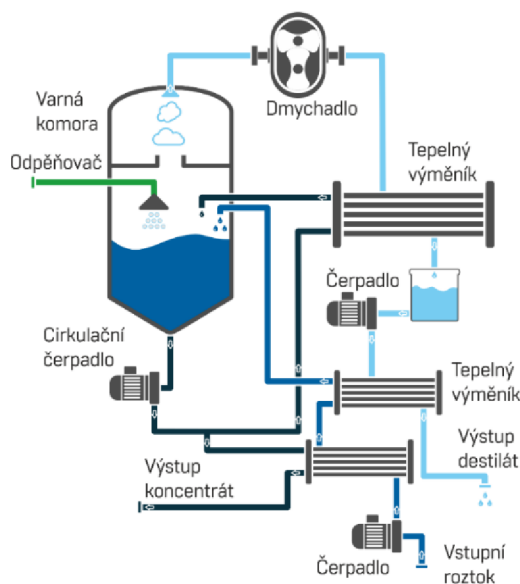 Dmychadlo
Varná
komora
Odpěňovač
Tepelný
výměník
Čerpadlo
Cirkulační
čerpadlo
Tepelný
výměník
Výstup
destilát
Výstup
koncentrát
Čerpadlo
Vstupní
roztok